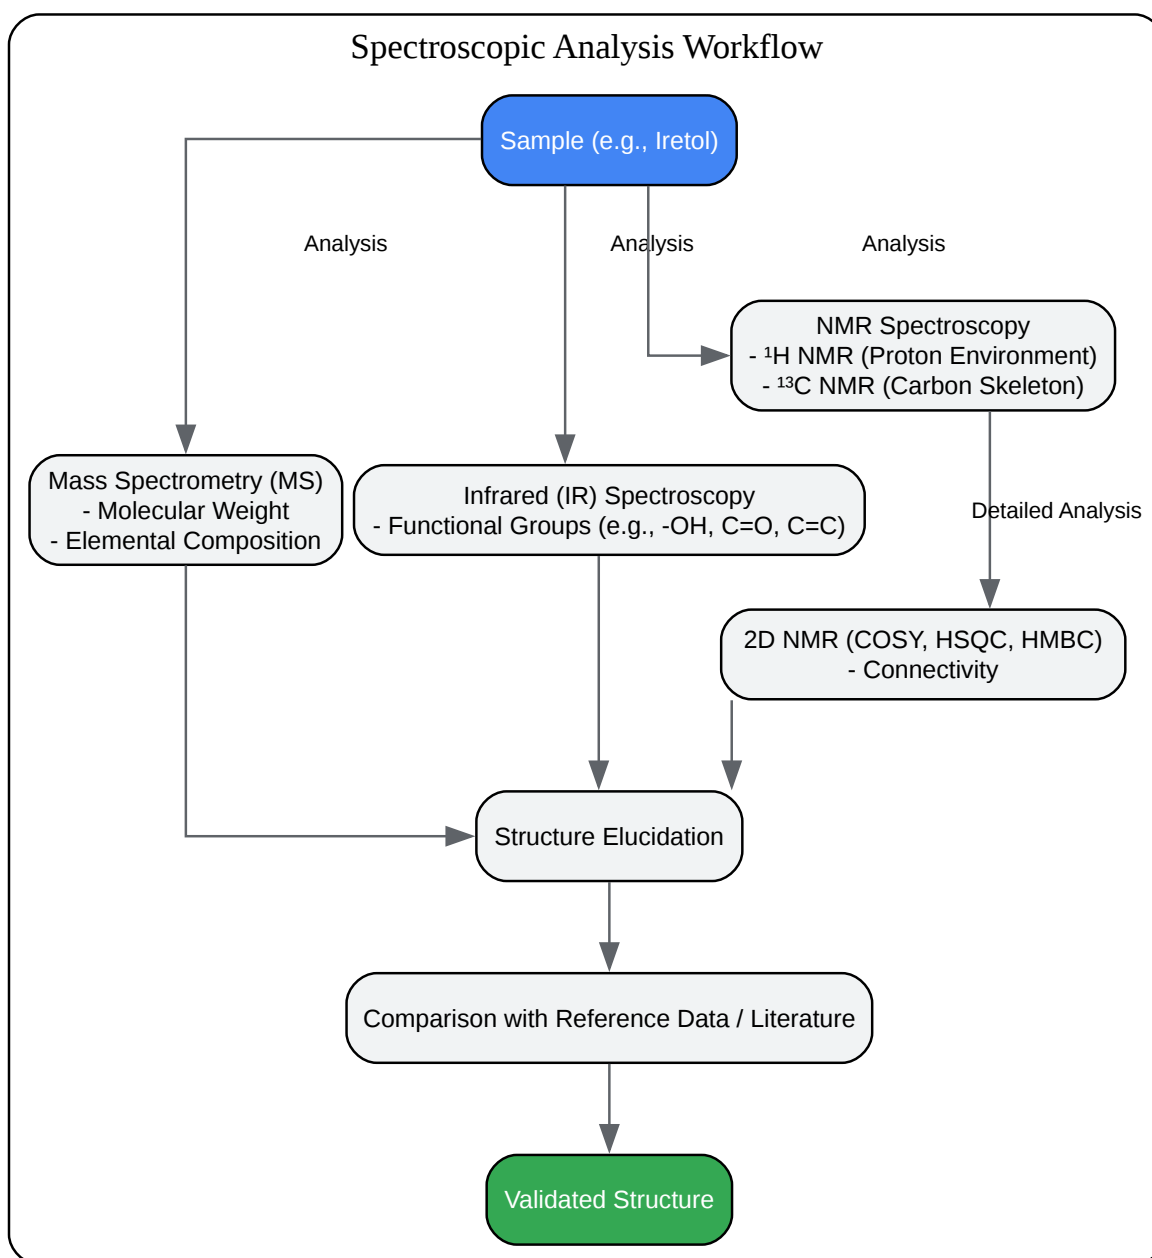 Spectroscopic Analysis Workflow
Sample (e.g., Iretol)
Analysis
Analysis
Analysis
NMR Spectroscopy
- ¹H NMR (Proton Environment)
- ¹³C NMR (Carbon Skeleton)
Mass Spectrometry (MS)
- Molecular Weight
- Elemental Composition
Infrared (IR) Spectroscopy
- Functional Groups (e.g., -OH, C=O, C=C)
Detailed Analysis
2D NMR (COSY, HSQC, HMBC)
- Connectivity
Structure Elucidation
Comparison with Reference Data / Literature
Validated Structure